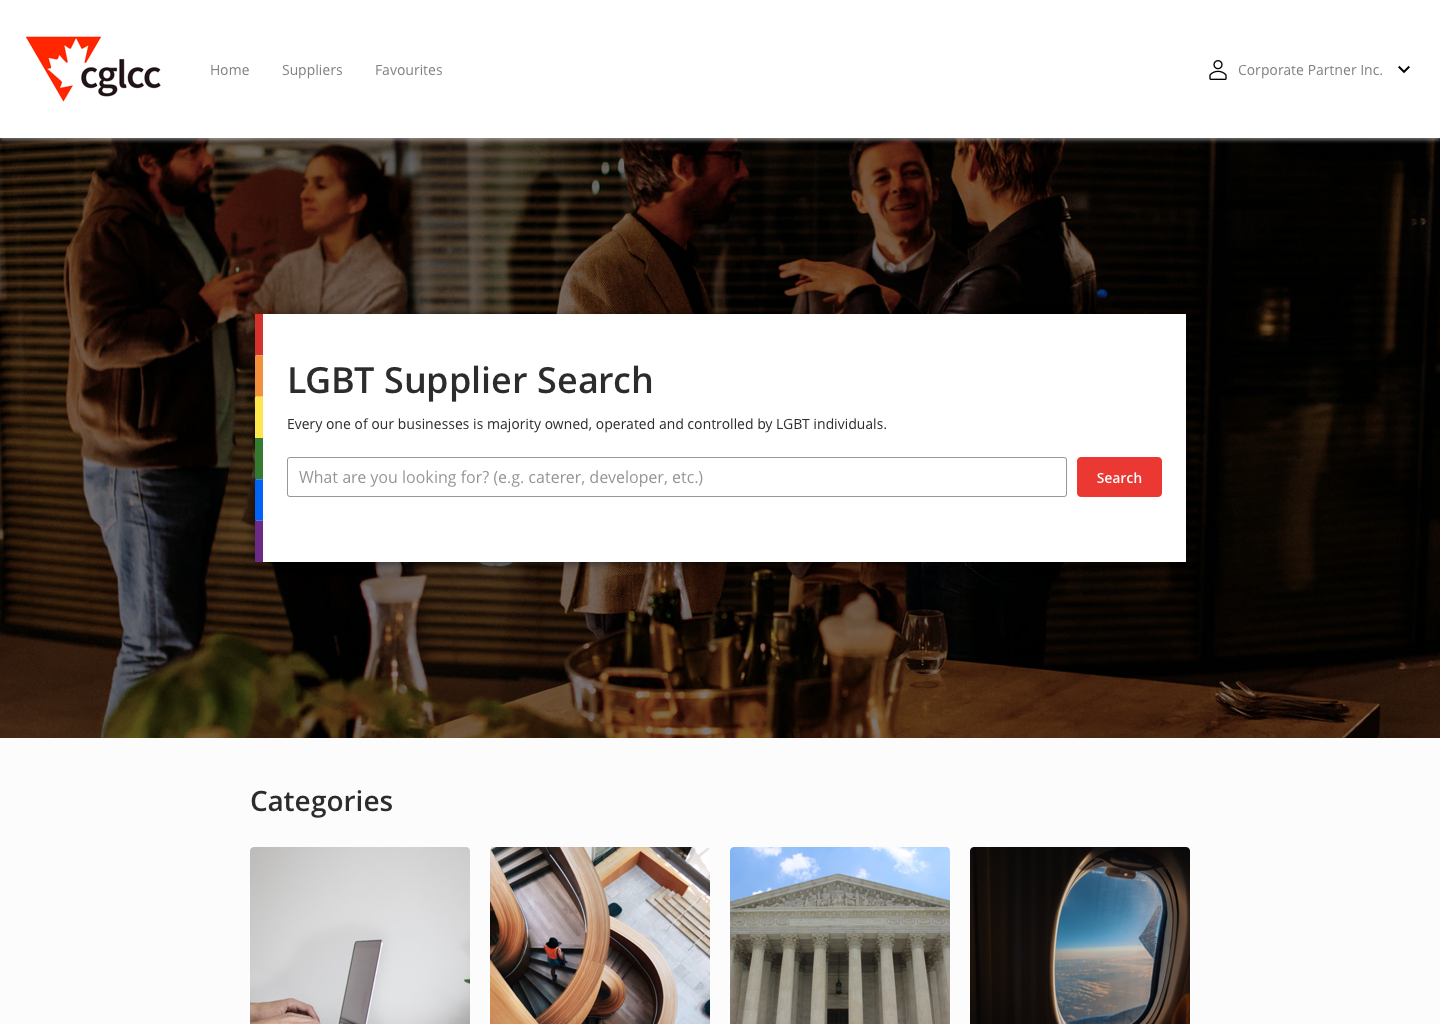 cglcc
Home
Suppliers
Favourites
Corporate Partner Inc.
LGBT Supplier Search
Every one of our businesses is majority owned, operated and controlled by LGBT individuals.
What are you looking for? (e.g. caterer, developer, etc.)
Search
Categories